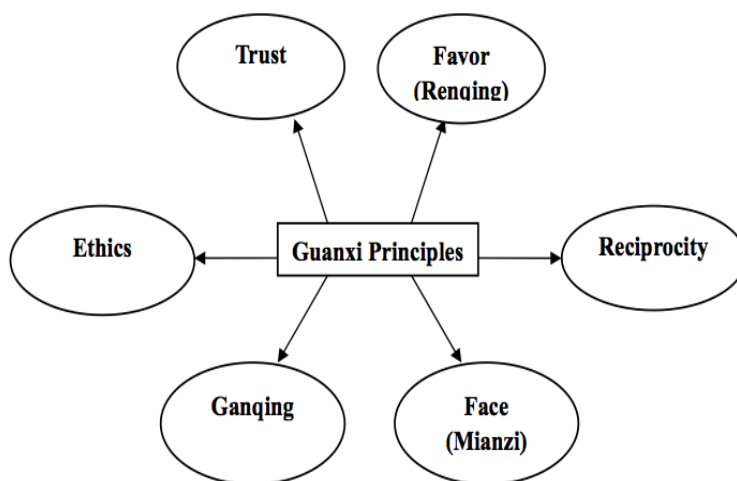 Trust
Favor
(Renqing)
Ethics
Guanxi Principles
Reciprocity
Ganqing
Face
(Mianzi)